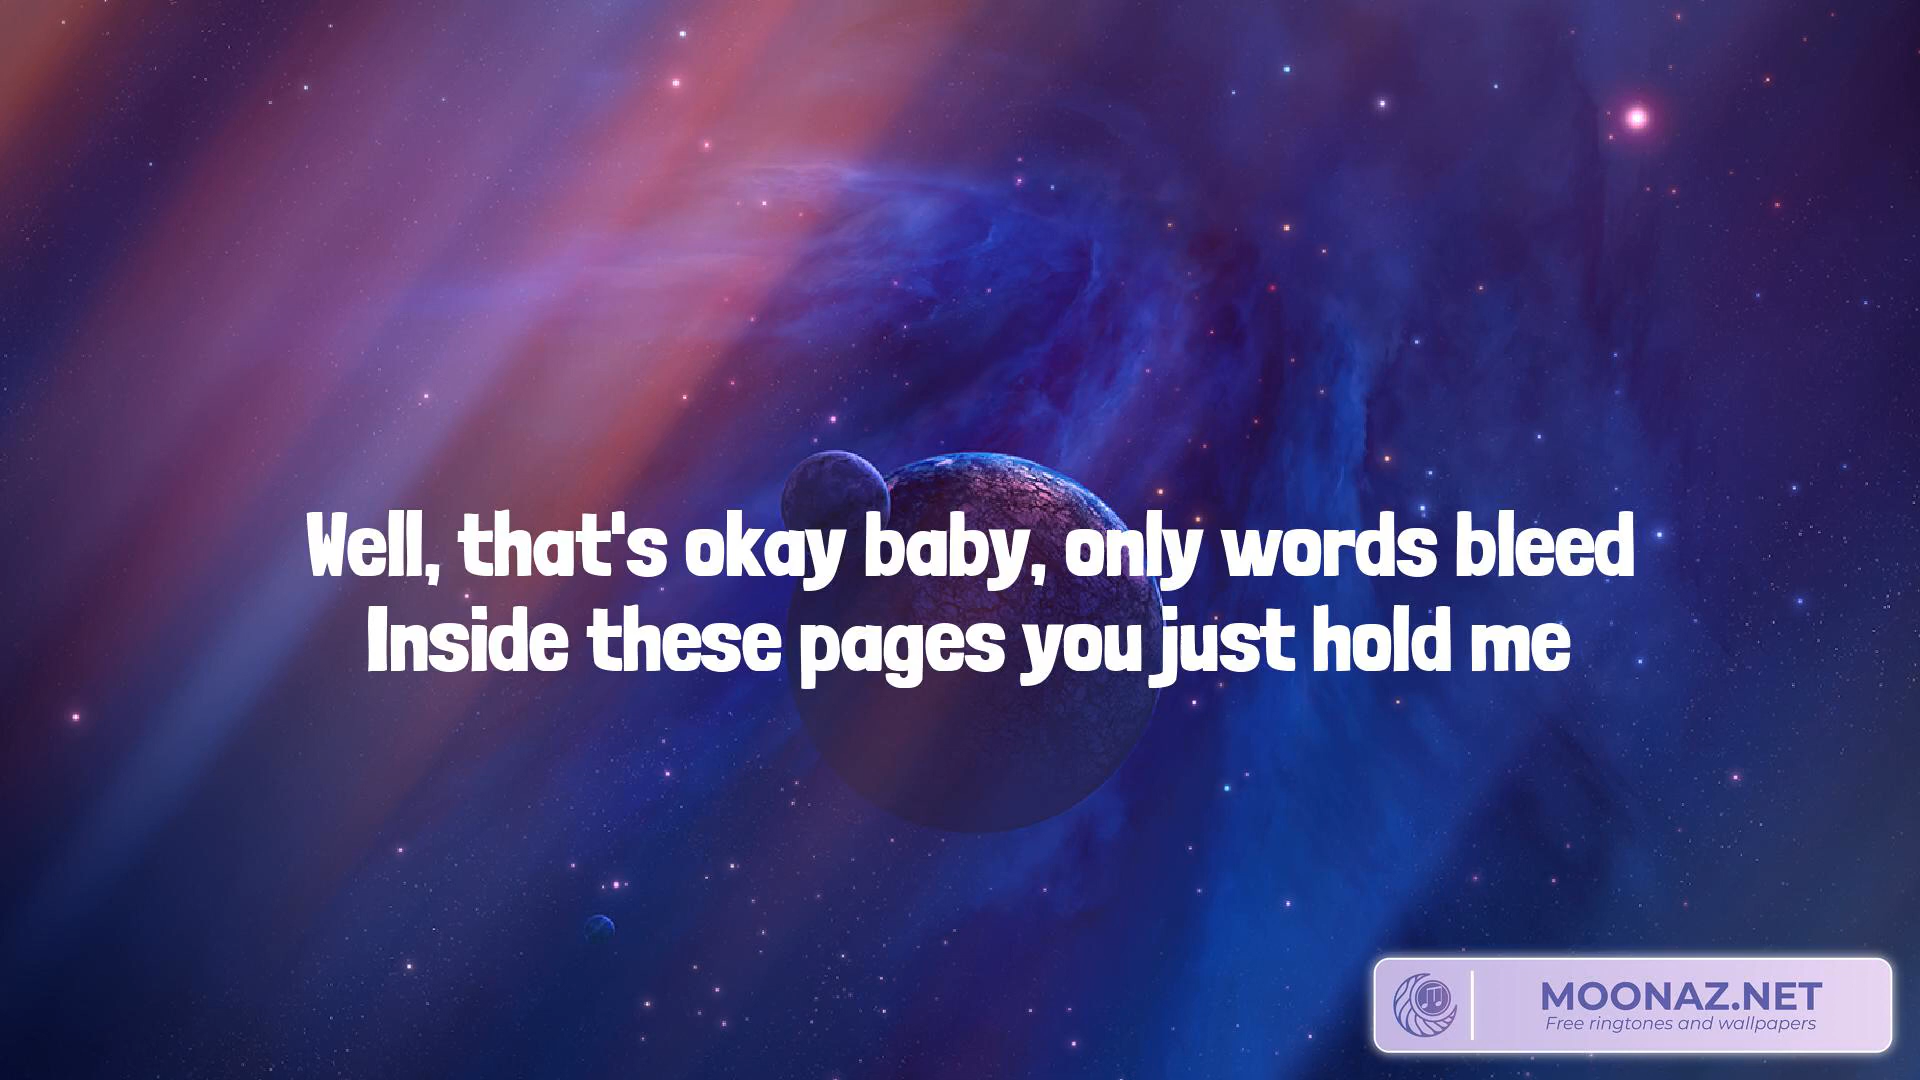 Well, that's okay baby, only words bleed
Inside these pages you just hold me
MOONAZ.NET
Free ringtones and wallpapers